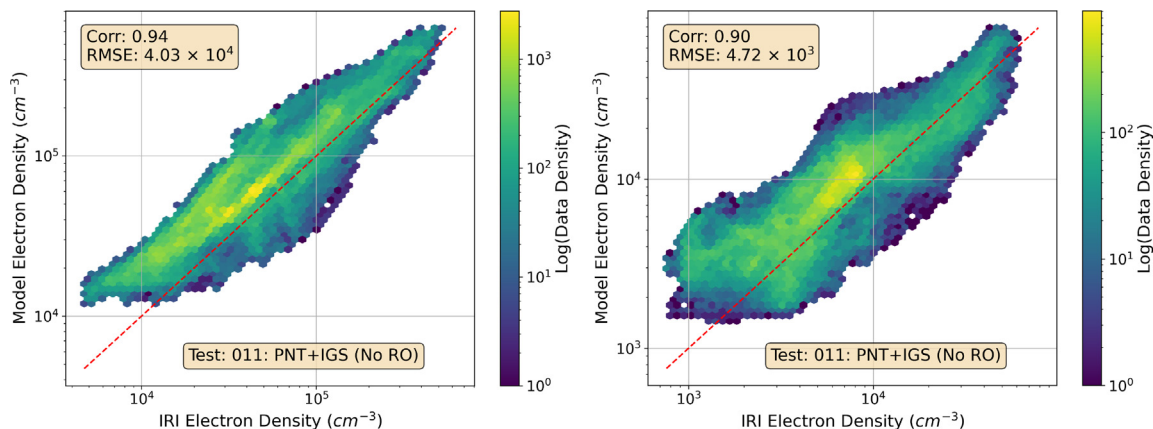 Corr: 0.94
RMSE: 4.03 × 10⁴
Model Electron Density (cm⁻³)
10⁵
10⁴
10⁴
10⁵
IRI Electron Density (cm⁻³)
Test: 011: PNT+IGS (No RO)
10³
10²
10¹
10⁰
Log(Data Density)
Corr: 0.90
RMSE: 4.72 × 10³
Model Electron Density (cm⁻³)
10⁴
10³
10³
10⁴
IRI Electron Density (cm⁻³)
Test: 011: PNT+IGS (No RO)
10²
10¹
10⁰
Log(Data Density)